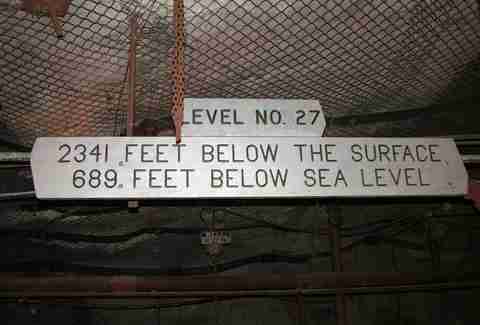 LEVEL NO. 27
2341 FEET BELOW THE SURFACE
689 FEET BELOW SEA LEVEL